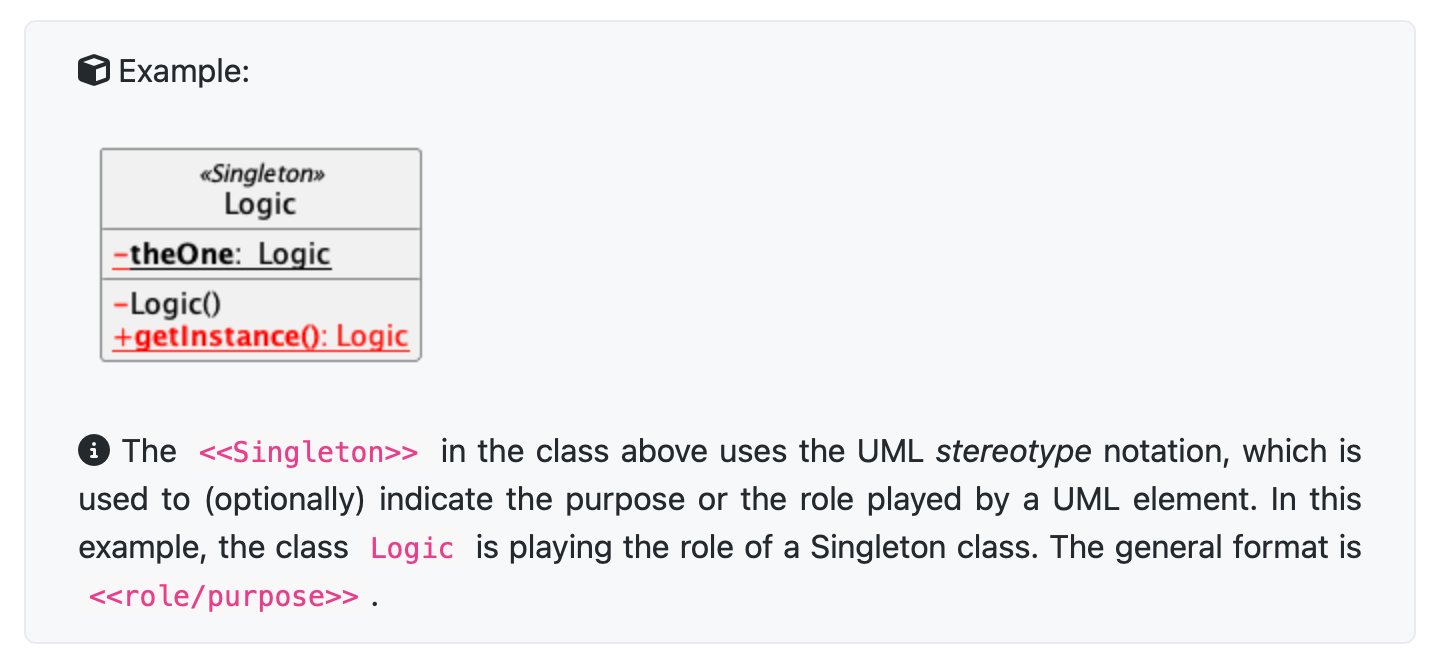 Example:
«Singleton»
Logic
-theOne: Logic
-Logic()
+getInstance(): Logic
The <<Singleton>> in the class above uses the UML stereotype notation, which is
used to (optionally) indicate the purpose or the role played by a UML element. In this
example, the class Logic is playing the role of a Singleton class. The general format is
<<role/purpose>> .